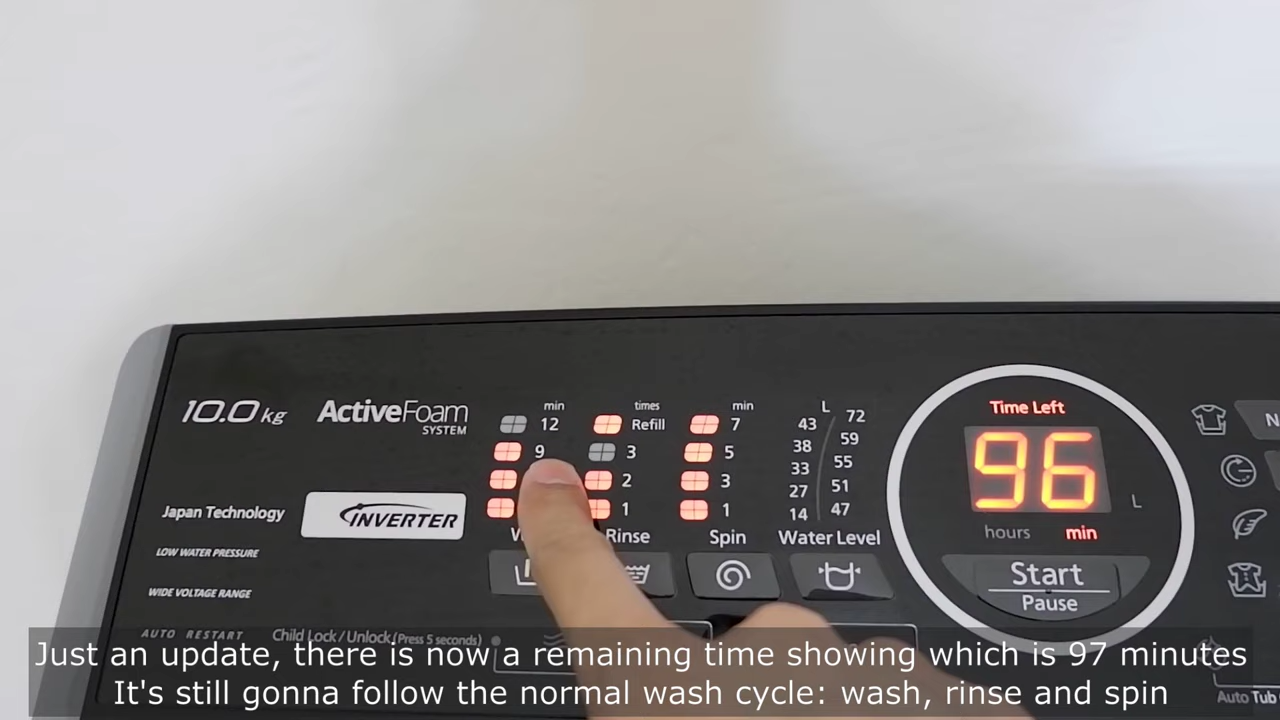 10.0 kg
ActiveFoam
SYSTEM
Japan Technology
INVERTER
LOW WATER PRESSURE
WIDE VOLTAGE RANGE
AUTO RESTART
Child Lock / Unlock (Press 5 seconds)
min
12
9
times
Refill
3
2
1
Rinse
min
7
5
3
1
Spin
L
43 72
38 59
33 55
27 51
14 47
Water Level
Time Left
96
L
hours min
Start
Pause
Auto Tub
Just an update, there is now a remaining time showing which is 97 minutes
It's still gonna follow the normal wash cycle: wash, rinse and spin